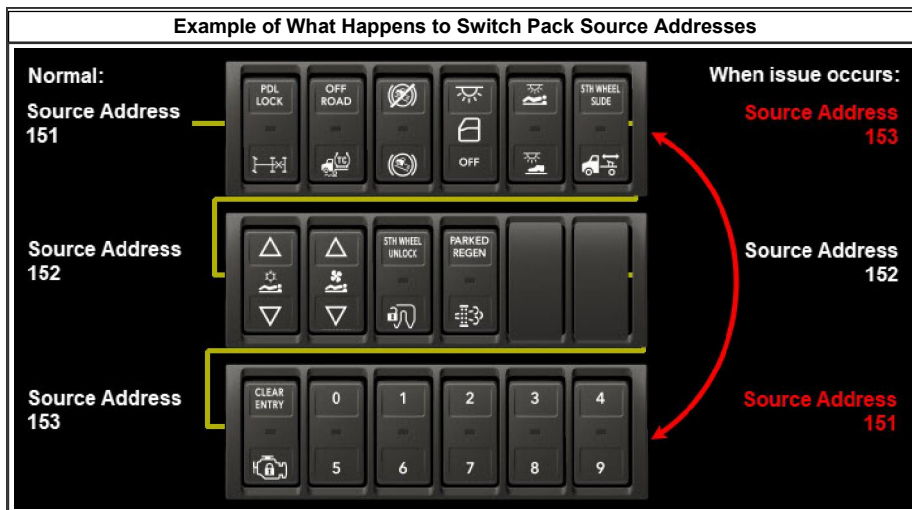 Example of What Happens to Switch Pack Source Addresses
Normal:
When issue occurs:
Source Address
151
PDL
LOCK
OFF
ROAD
OFF
5TH WHEEL
SLIDE
TC
Source Address
153
Source Address
152
5TH WHEEL
UNLOCK
PARKED
REGEN
Source Address
152
Source Address
153
CLEAR
ENTRY
0
1
2
3
4
5
6
7
8
9
Source Address
151